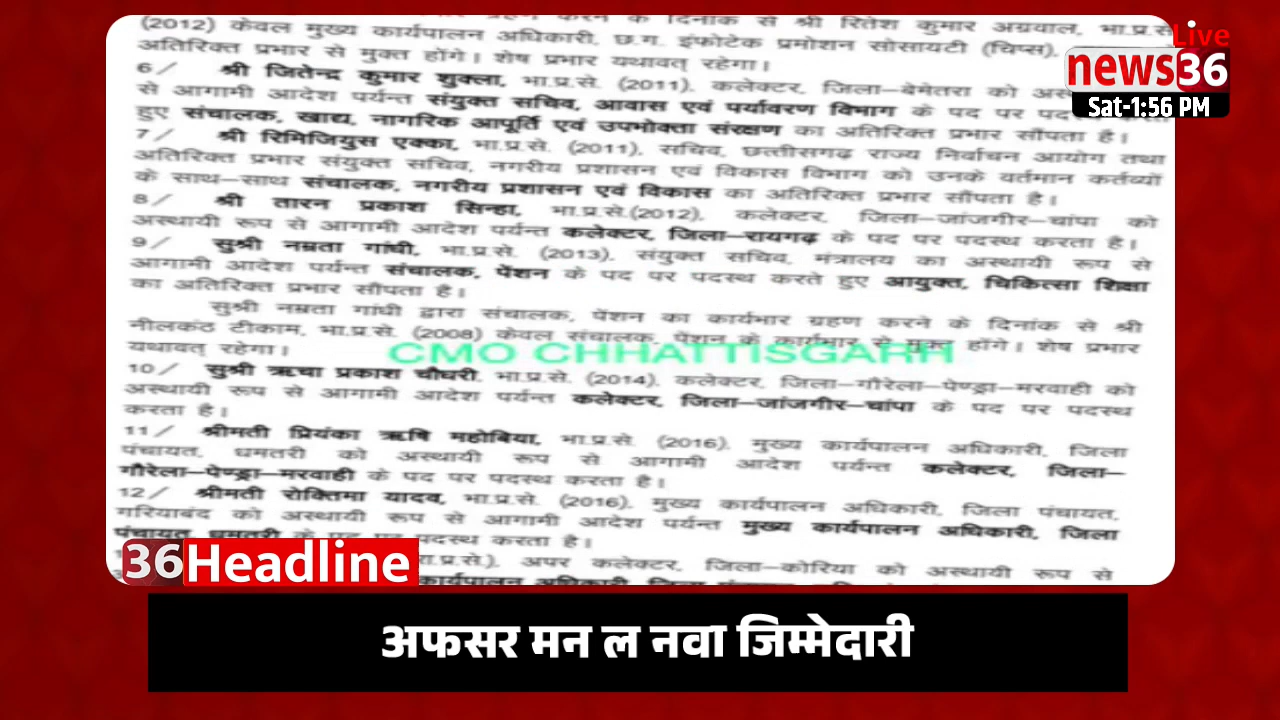 (2012) केवल मुख्य कार्यपालन अधिकारी, छ.ग. इंफोटेक प्रमोशन सोसायटी (चिप्स),
अतिरिक्त प्रभार से मुक्त होंगे। शेष प्रभार यथावत् रहेगा।
6/ श्री जितेन्द्र कुमार शुक्ला, भा.प्र.से. (2011), कलेक्टर, जिला–बेमेतरा को
से आगामी आदेश पर्यन्त संयुक्त सचिव, आवास एवं पर्यावरण विभाग के पद पर
हुए संचालक, खाद्य, नागरिक आपूर्ति एवं उपभोक्ता संरक्षण का अतिरिक्त प्रभार सौंपता है।
7/ श्री रिमिजियुस एक्का, भा.प्र.से. (2011), सचिव, छत्तीसगढ़ राज्य निर्वाचन आयोग तथा
अतिरिक्त प्रभार संयुक्त सचिव, नगरीय प्रशासन एवं विकास विभाग को उनके वर्तमान कर्तव्यों
के साथ–साथ संचालक, नगरीय प्रशासन एवं विकास का अतिरिक्त प्रभार सौंपता है।
8/ श्री तारन प्रकाश सिन्हा, भा.प्र.से.(2012), कलेक्टर, जिला–जांजगीर–चांपा को
अस्थायी रूप से आगामी आदेश पर्यन्त कलेक्टर, जिला–रायगढ़ के पद पर पदस्थ करता है।
9/ सुश्री नम्रता गांधी, भा.प्र.से. (2013), संयुक्त सचिव, मंत्रालय का अस्थायी रूप से
आगामी आदेश पर्यन्त संचालक, पेंशन के पद पर पदस्थ करते हुए आयुक्त, चिकित्सा शिक्षा
का अतिरिक्त प्रभार सौंपता है।
सुश्री नम्रता गांधी द्वारा संचालक, पेंशन का कार्यभार ग्रहण करने के दिनांक से श्री
नीलकंठ टीकाम, भा.प्र.से. (2008) केवल संचालक, पेंशन के कार्यभार से मुक्त होंगे। शेष प्रभार
यथावत् रहेगा।
CMO CHHATTISGARH
10/ सुश्री ऋचा प्रकाश चौधरी, भा.प्र.से. (2014), कलेक्टर, जिला–गौरेला–पेण्ड्रा–मरवाही को
अस्थायी रूप से आगामी आदेश पर्यन्त कलेक्टर, जिला–जांजगीर–चांपा के पद पर पदस्थ
करता है।
11/ श्रीमती प्रियंका ऋषि महोबिया, भा.प्र.से. (2016), मुख्य कार्यपालन अधिकारी, जिला
पंचायत, धमतरी को अस्थायी रूप से आगामी आदेश पर्यन्त कलेक्टर, जिला–
गौरेला–पेण्ड्रा–मरवाही के पद पर पदस्थ करता है।
12/ श्रीमती रोक्तिमा यादव, भा.प्र.से. (2016), मुख्य कार्यपालन अधिकारी, जिला पंचायत,
गरियाबंद को अस्थायी रूप से आगामी आदेश पर्यन्त मुख्य कार्यपालन अधिकारी, जिला
पंचायत धमतरी के पद पर पदस्थ करता है।
अपर कलेक्टर, जिला–कोरिया को अस्थायी रूप से
Live
news36
Sat-1:56 PM
36Headline
अफसर मन ल नवा जिम्मेदारी